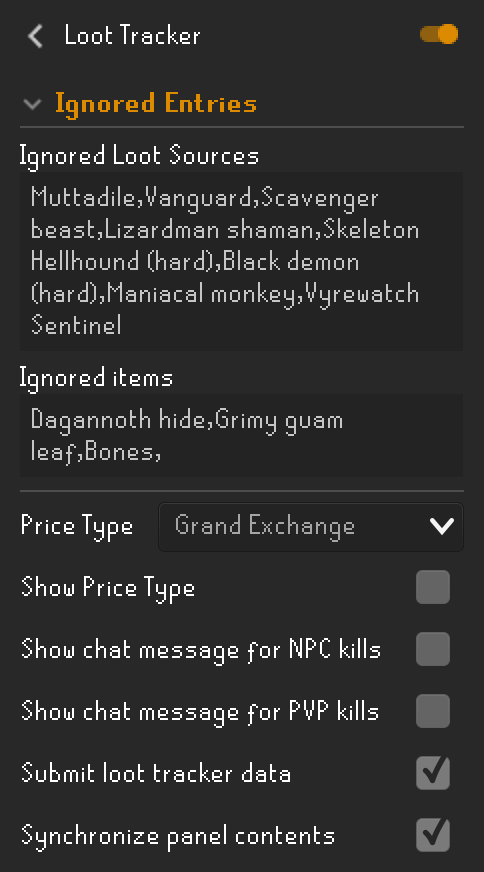 Loot Tracker
Ignored Entries
Ignored Loot Sources
Muttadile,Vanguard,Scavenger
beast,Lizardman shaman,Skeleton
Hellhound (hard),Black demon
(hard),Maniacal monkey,Vyrewatch
Sentinel
Ignored items
Dagannoth hide,Grimy guam
leaf,Bones,
Price Type Grand Exchange
Show Price Type
Show chat message for NPC kills
Show chat message for PVP kills
Submit loot tracker data
Synchronize panel contents